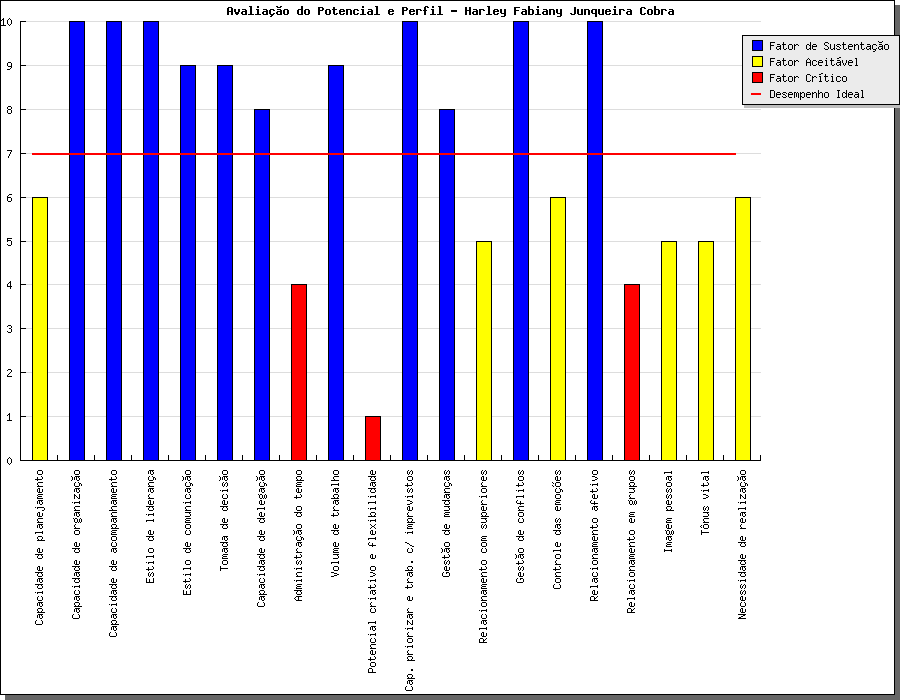 Avaliação do Potencial e Perfil - Harley Fabiany Junqueira Cobra
Fator de Sustentação
Fator Aceitável
Fator Crítico
Desempenho Ideal
10
9
8
7
6
5
4
3
2
1
0
Capacidade de planejamento
Capacidade de organização
Capacidade de acompanhamento
Estilo de liderança
Estilo de comunicação
Tomada de decisão
Capacidade de delegação
Administração do tempo
Volume de trabalho
Potencial criativo e flexibilidade
Cap. priorizar e trab. c/ imprevistos
Gestão de mudanças
Relacionamento com superiores
Gestão de conflitos
Controle das emoções
Relacionamento afetivo
Relacionamento em grupos
Imagem pessoal
Tônus vital
Necessidade de realização